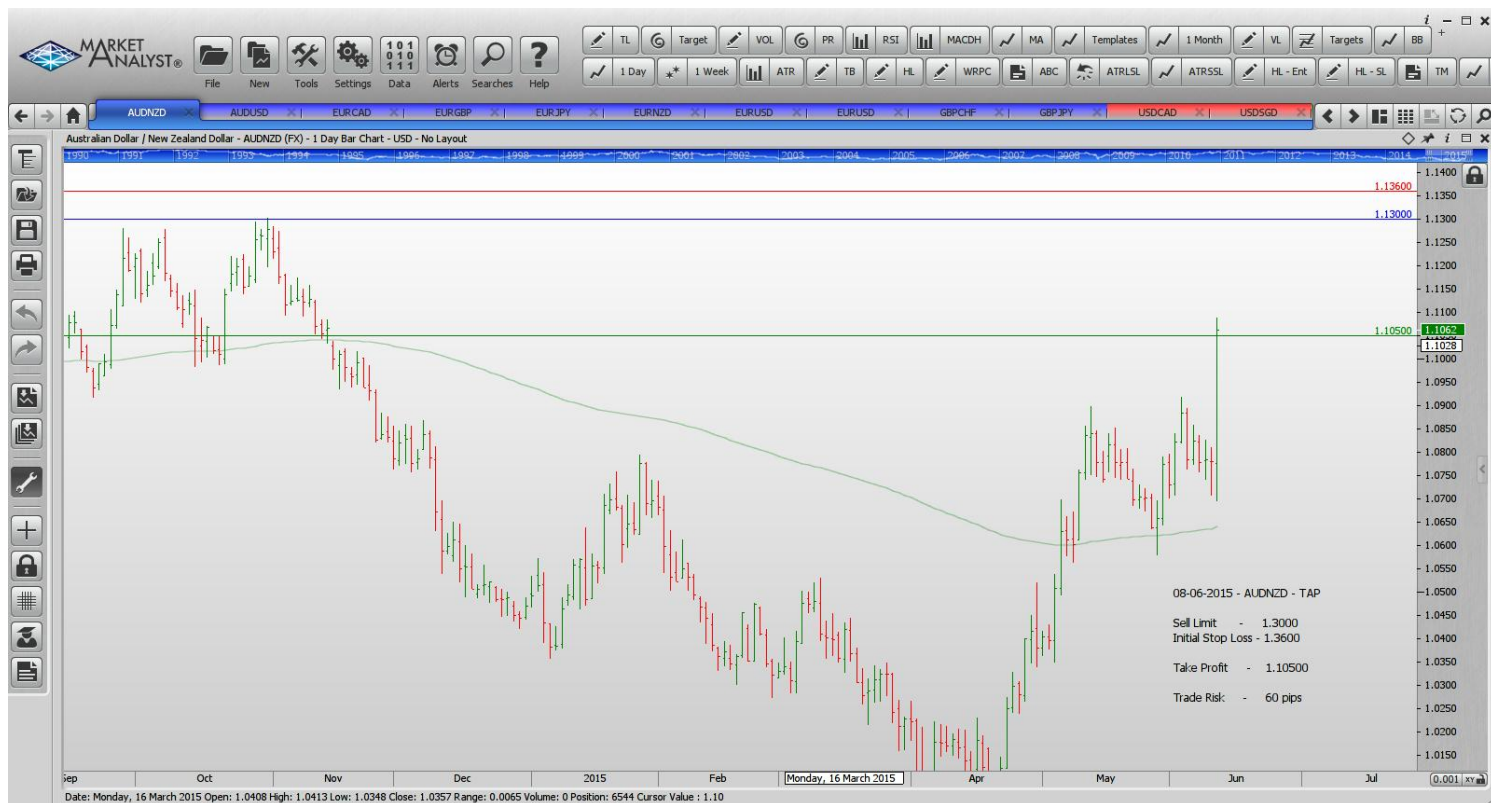 i
MARKET
ANALYST®
File New Tools Settings Data Alerts Searches Help
TL Target VOL PR RSI MACDH MA Templates 1 Month VL Targets BB
1 Day 1 Week ATR TB HL WRPC ABC ATRLSL ATRSSL HL - Ent HL - SL TM
AUDNZD AUDUSD EURCAD EURGBP EURJPY EURNZD EURUSD EURUSD GBPCHF GBPJPY USDCAD USDSGD
Australian Dollar / New Zealand Dollar - AUDNZD (FX) - 1 Day Bar Chart - USD - No Layout
1990 1991 1992 1993 1994 1995 1996 1997 1998 1999 2000 2001 2002 2003 2004 2005 2006 2007 2008 2009 2010 2011 2012 2013 2014 2015
1.1400
1.13600
1.1350
1.13000
1.1300
1.1250
1.1200
1.1150
1.1100
1.10500
1.1062
1.1028
1.1000
1.0950
1.0900
1.0850
1.0800
1.0750
1.0700
1.0650
1.0600
1.0550
1.0500
1.0450
1.0400
1.0350
1.0300
1.0250
1.0200
1.0150
08-06-2015 - AUDNZD - TAP
Sell Limit - 1.3000
Initial Stop Loss - 1.3600
Take Profit - 1.10500
Trade Risk - 60 pips
Sep Oct Nov Dec 2015 Feb Monday, 16 March 2015 Apr May Jun Jul 0.001 XY
Date: Monday, 16 March 2015 Open: 1.0408 High: 1.0413 Low: 1.0348 Close: 1.0357 Range: 0.0065 Volume: 0 Position: 6544 Cursor Value : 1.10